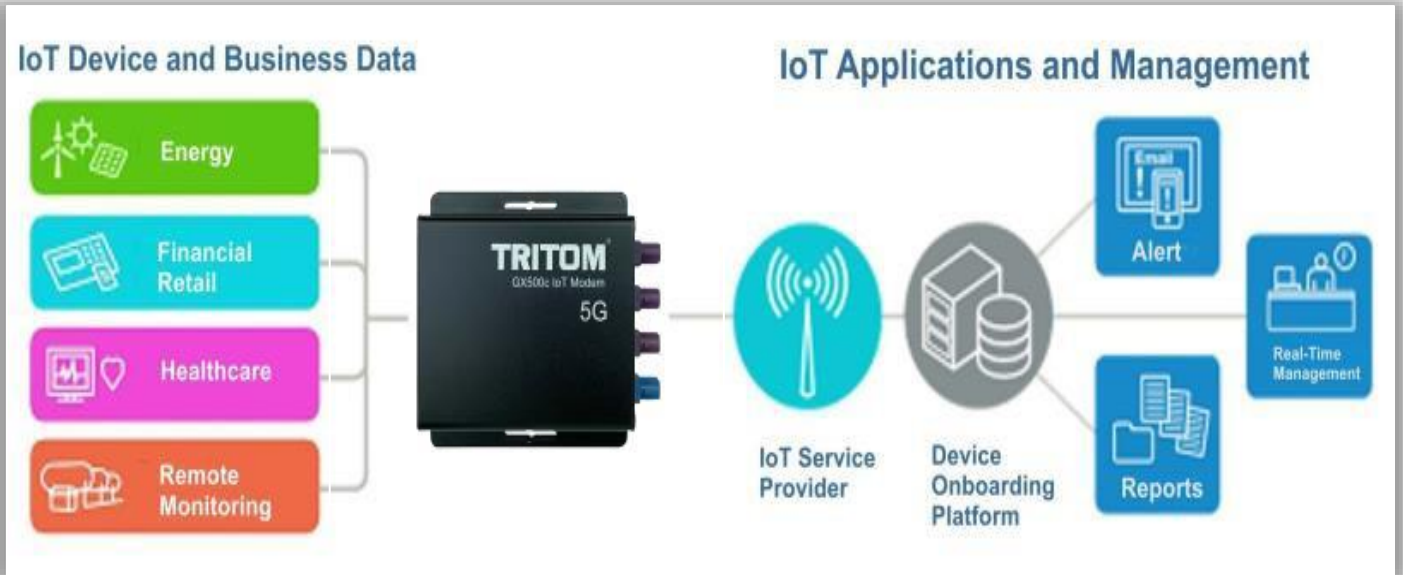 IoT Device and Business Data
IoT Applications and Management
Energy
Financial
Retail
Healthcare
Remote
Monitoring
TRITOM
GX500c IoT Modem
5G
IoT Service
Provider
Device
Onboarding
Platform
Email
!
!
Alert
Real-Time
Management
Reports